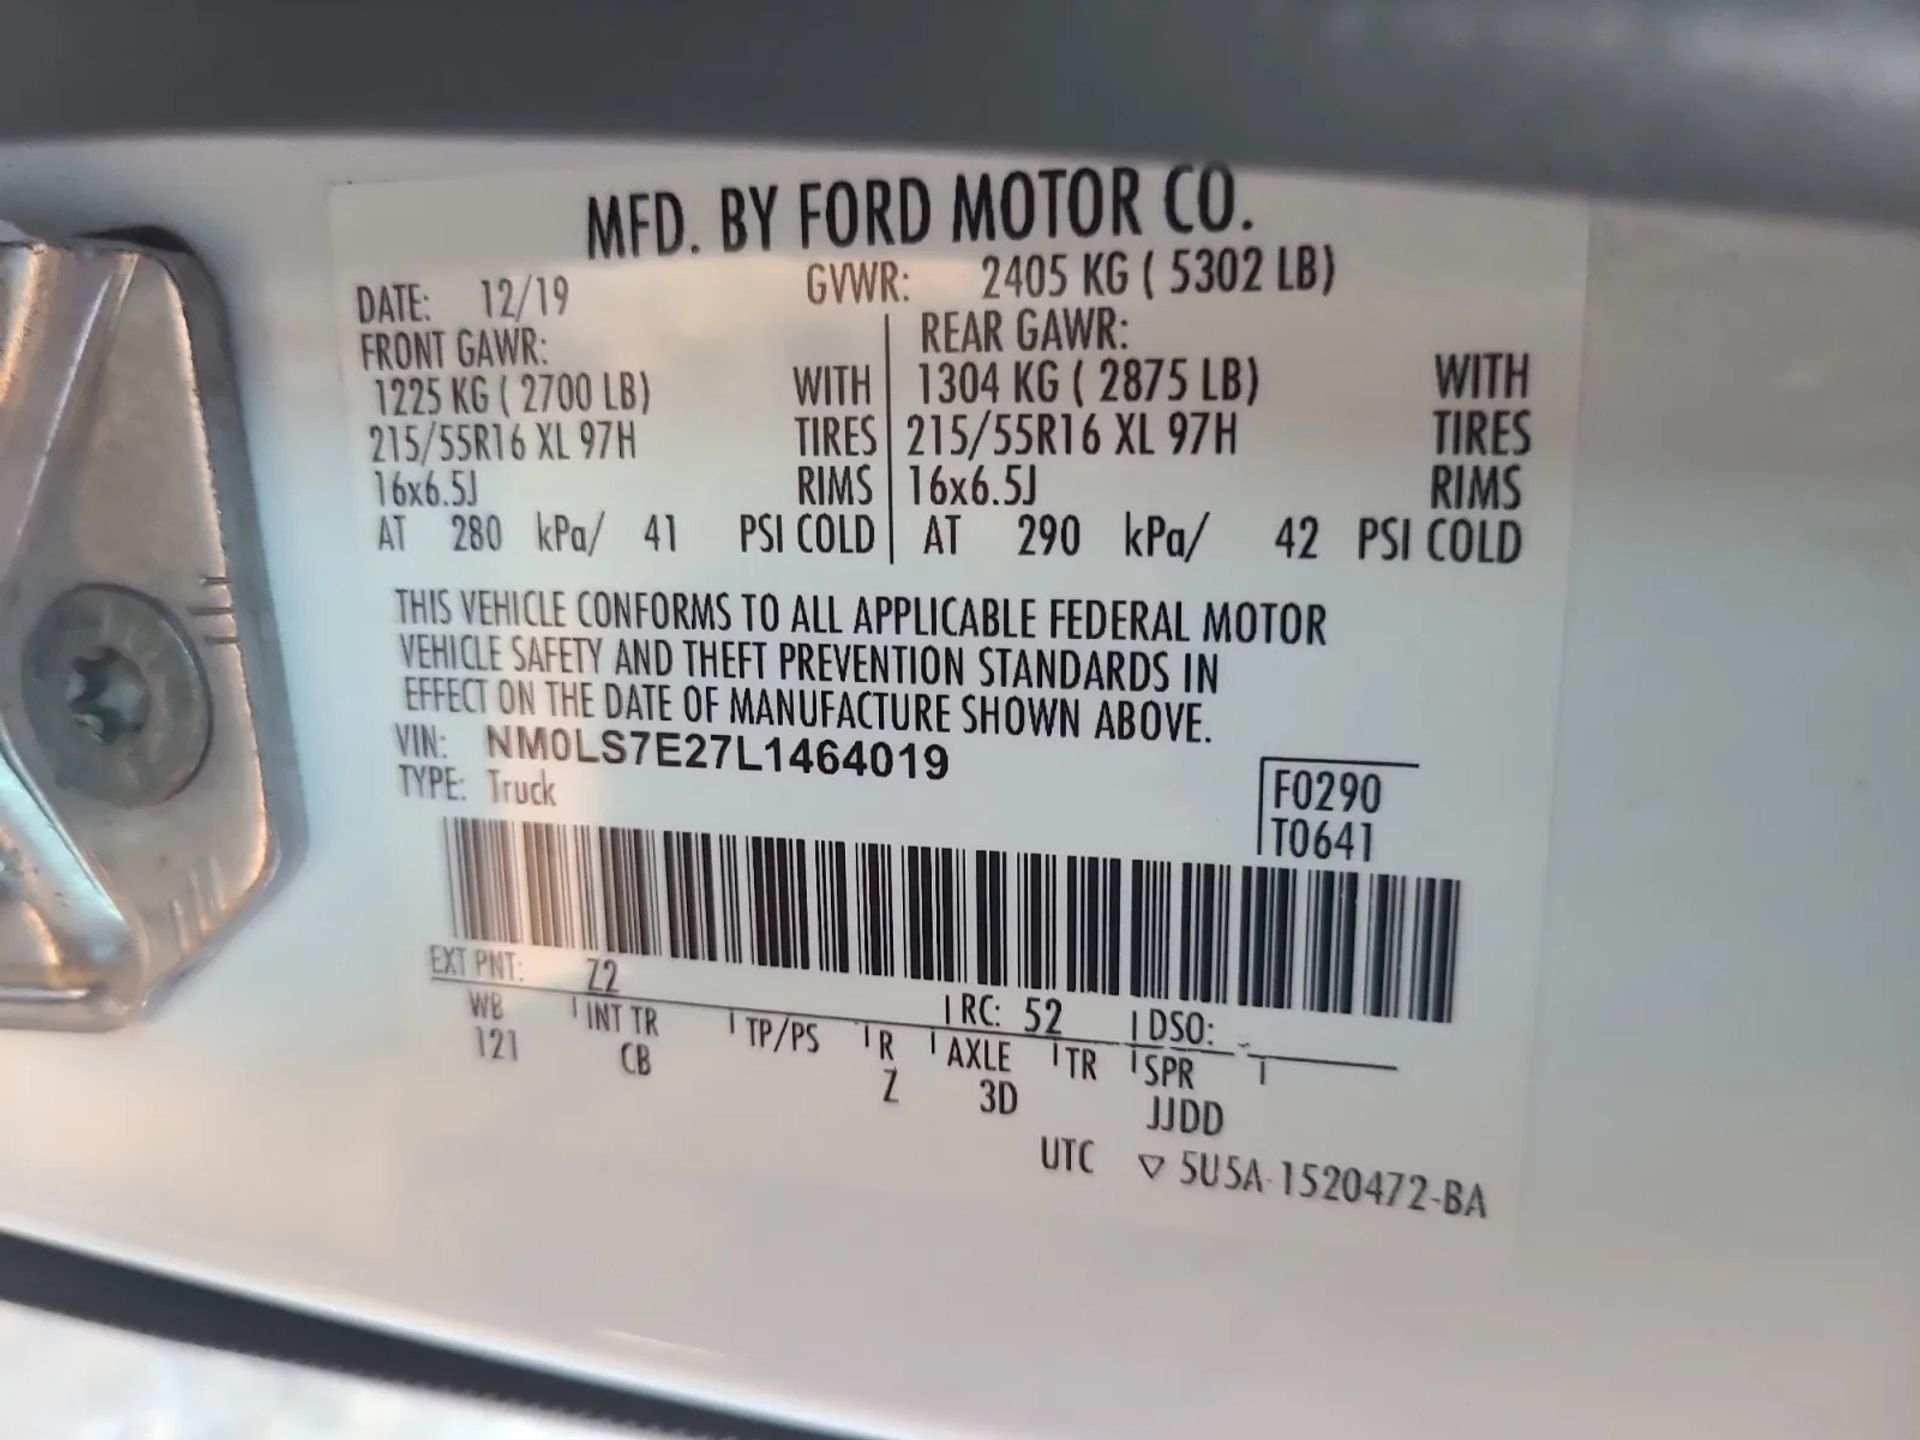 MFD. BY FORD MOTOR CO.
DATE: 12/19 GVWR: 2405 KG ( 5302 LB)
FRONT GAWR: REAR GAWR:
1225 KG ( 2700 LB) WITH 1304 KG ( 2875 LB) WITH
215/55R16 XL 97H TIRES 215/55R16 XL 97H TIRES
16x6.5J RIMS 16x6.5J RIMS
AT 280 kPa/ 41 PSI COLD AT 290 kPa/ 42 PSI COLD
THIS VEHICLE CONFORMS TO ALL APPLICABLE FEDERAL MOTOR
VEHICLE SAFETY AND THEFT PREVENTION STANDARDS IN
EFFECT ON THE DATE OF MANUFACTURE SHOWN ABOVE.
VIN: NM0LS7E27L1464019
TYPE: Truck
F0290
T0641
EXT PNT: Z2 RC: 52 DSO:
WB INT TR TP/PS R AXLE TR SPR
121 CB Z 3D JJDD
UTC ▽ 5U5A-1520472-BA